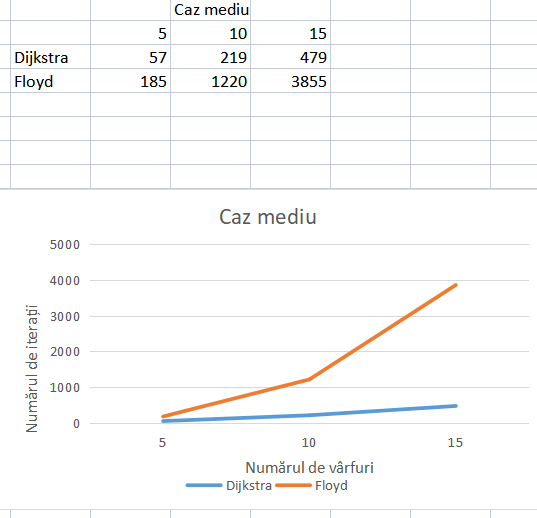 Caz mediu
5 10 15
Dijkstra 57 219 479
Floyd 185 1220 3855
Caz mediu
5000
4000
3000
2000
1000
0
Numărul de iterații
5 10 15
Numărul de vârfuri
Dijkstra Floyd